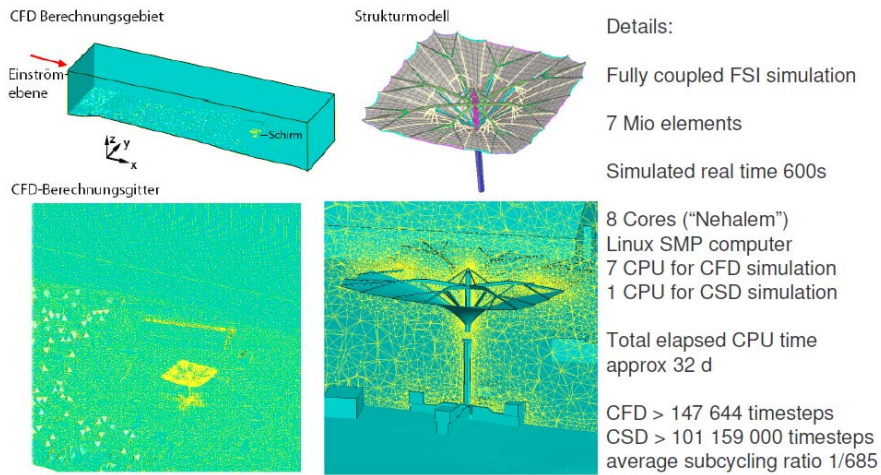 CFD Berechnungsgebiet
Einström-
ebene
Schirm
z
y
x
Strukturmodell
CFD-Berechnungsgitter
Details:
Fully coupled FSI simulation
7 Mio elements
Simulated real time 600s
8 Cores (“Nehalem”)
Linux SMP computer
7 CPU for CFD simulation
1 CPU for CSD simulation
Total elapsed CPU time
approx 32 d
CFD > 147 644 timesteps
CSD > 101 159 000 timesteps
average subcycling ratio 1/685